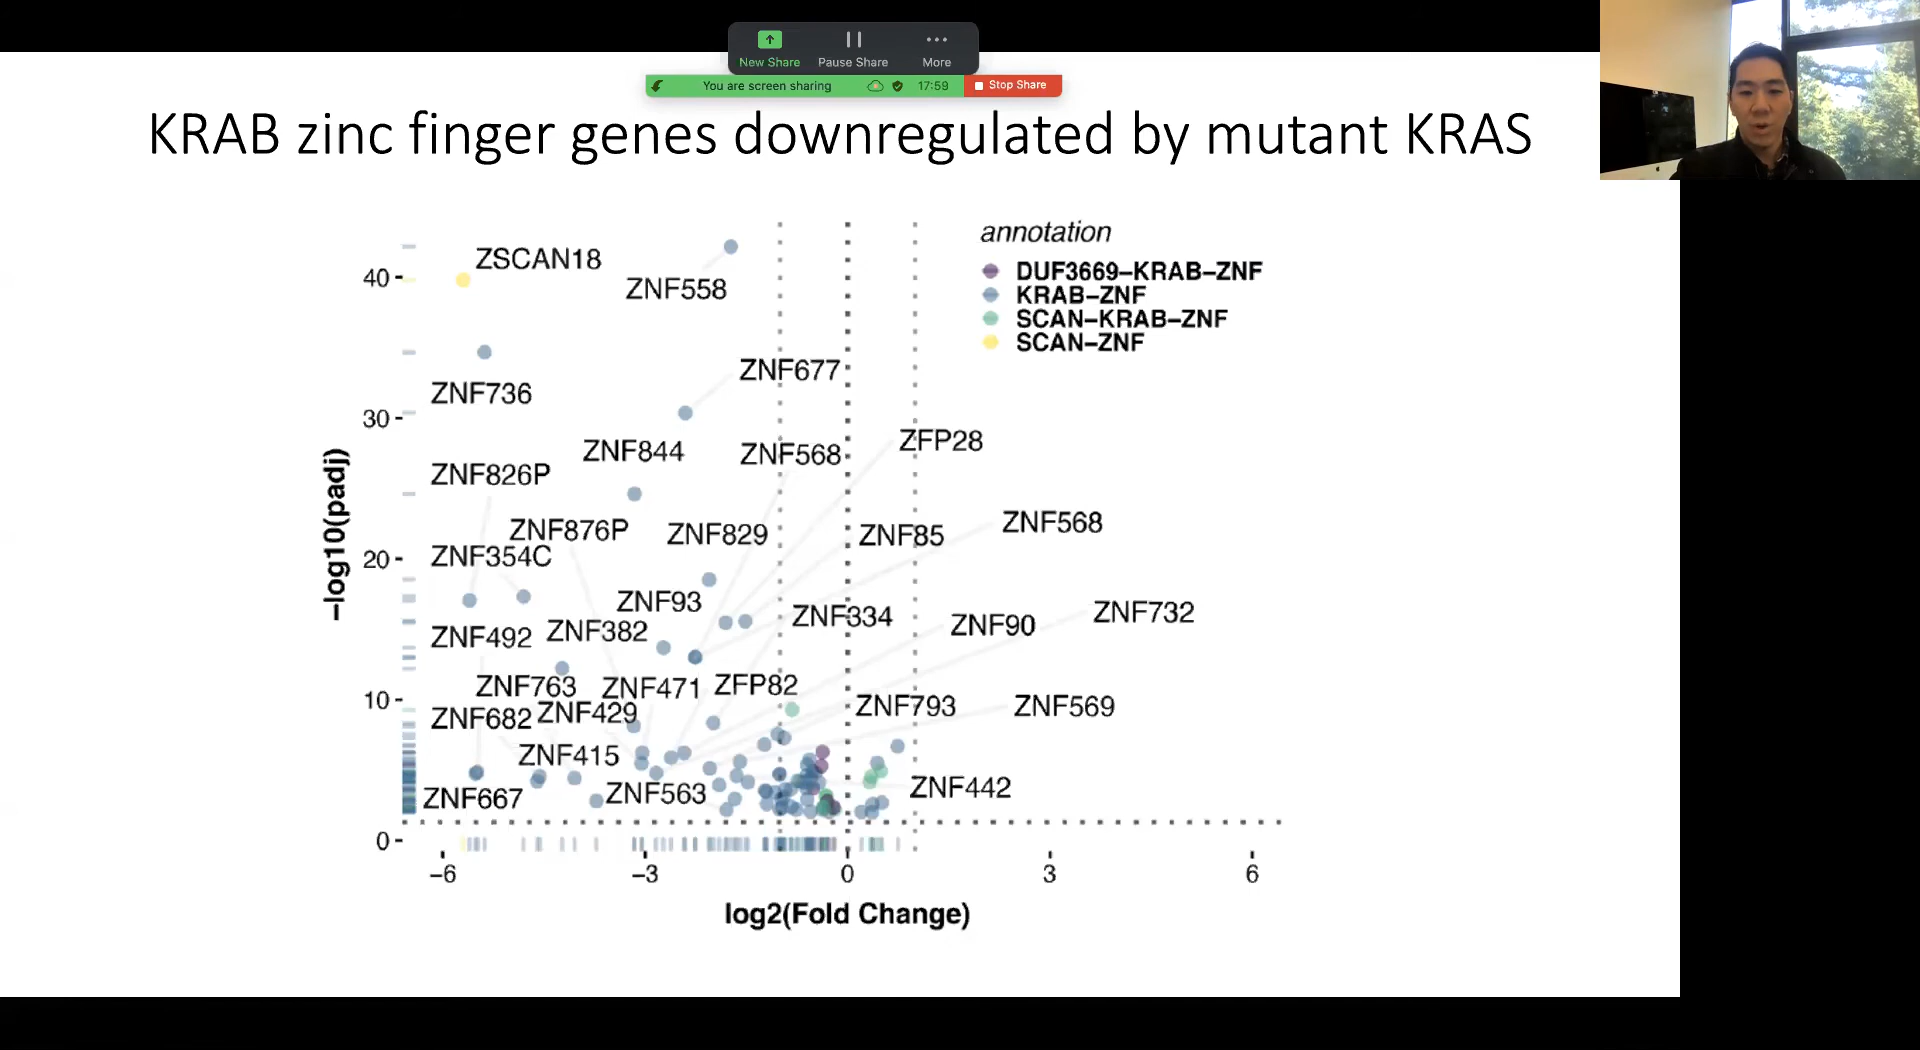 New Share Pause Share More
You are screen sharing 17:59 Stop Share
KRAB zinc finger genes downregulated by mutant KRAS
annotation
DUF3669–KRAB–ZNF
KRAB–ZNF
SCAN–KRAB–ZNF
SCAN–ZNF
ZSCAN18
ZNF558
ZNF736
ZNF677
ZNF844
ZNF568
ZFP28
ZNF826P
ZNF876P
ZNF829
ZNF85
ZNF568
ZNF354C
ZNF93
ZNF334
ZNF90
ZNF732
ZNF492
ZNF382
ZNF763
ZNF471
ZFP82
ZNF793
ZNF569
ZNF682
ZNF429
ZNF415
ZNF667
ZNF563
ZNF442
–log10(padj)
40
30
20
10
0
–6 –3 0 3 6
log2(Fold Change)